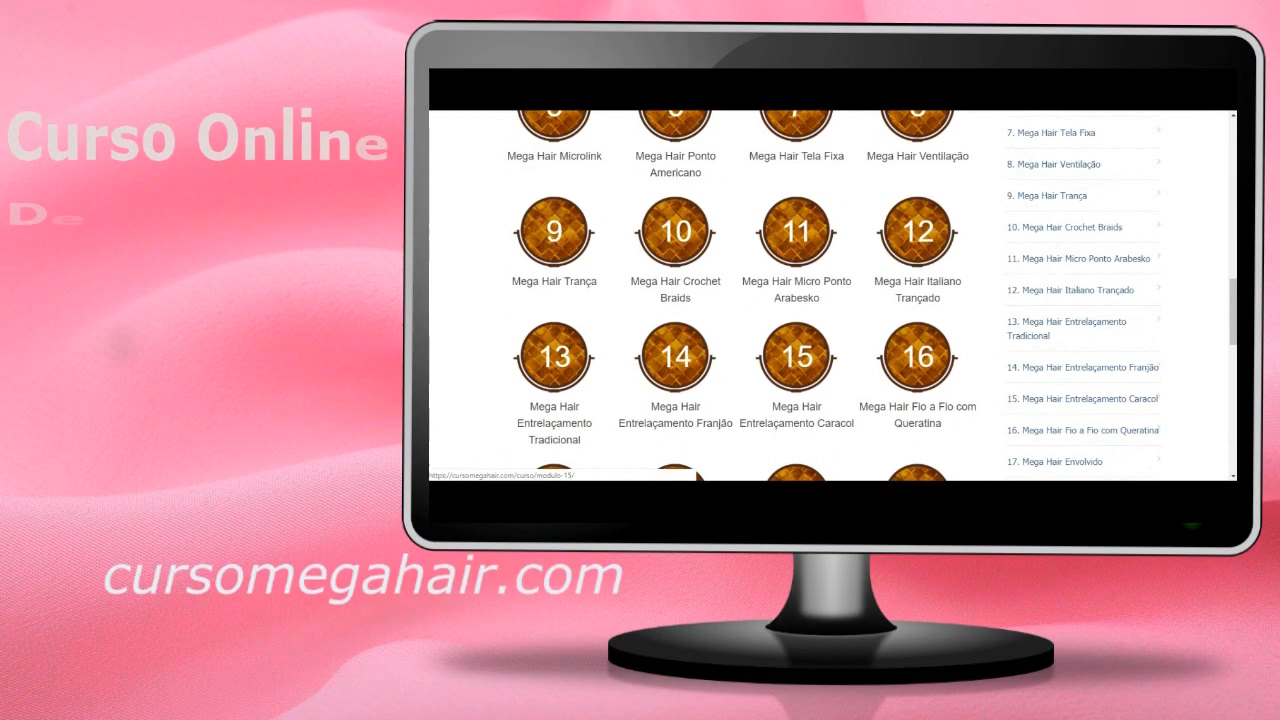 Curso Online
De
Mega Hair Microlink
Mega Hair Ponto
Americano
Mega Hair Tela Fixa
Mega Hair Ventilação
9
10
11
12
Mega Hair Trança
Mega Hair Crochet
Braids
Mega Hair Micro Ponto
Arabesko
Mega Hair Italiano
Trançado
13
14
15
16
Mega Hair
Entrelaçamento
Tradicional
Mega Hair
Entrelaçamento Franjão
Mega Hair
Entrelaçamento Caracol
Mega Hair Fio a Fio com
Queratina
https://cursomegahair.com/curso/modulo-15/
7. Mega Hair Tela Fixa
8. Mega Hair Ventilação
9. Mega Hair Trança
10. Mega Hair Crochet Braids
11. Mega Hair Micro Ponto Arabesko
12. Mega Hair Italiano Trançado
13. Mega Hair Entrelaçamento
Tradicional
14. Mega Hair Entrelaçamento Franjão
15. Mega Hair Entrelaçamento Caracol
16. Mega Hair Fio a Fio com Queratina
17. Mega Hair Envolvido
cursomegahair.com